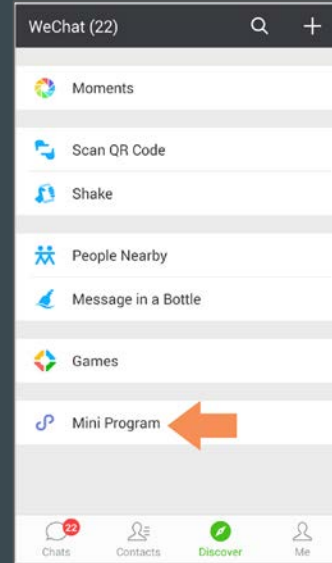 WeChat (22)
Moments
Scan QR Code
Shake
People Nearby
Message in a Bottle
Games
Mini Program
22
Chats Contacts Discover Me